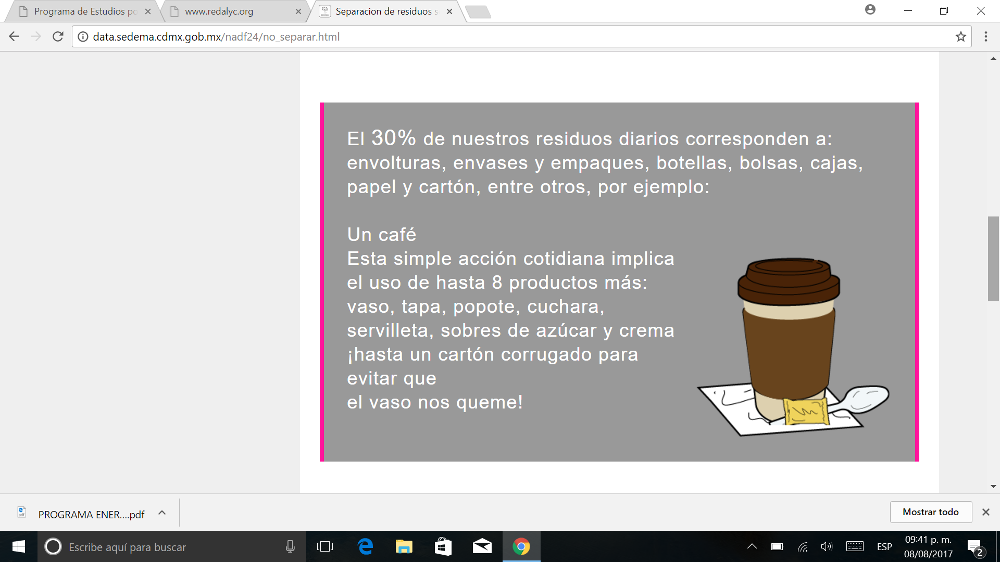 Programa de Estudios po
www.redalyc.org
Separacion de residuos s
data.sedema.cdmx.gob.mx/nadf24/no_separar.html
El 30% de nuestros residuos diarios corresponden a:
envolturas, envases y empaques, botellas, bolsas, cajas,
papel y cartón, entre otros, por ejemplo:
Un café
Esta simple acción cotidiana implica
el uso de hasta 8 productos más:
vaso, tapa, popote, cuchara,
servilleta, sobres de azúcar y crema
¡hasta un cartón corrugado para
evitar que
el vaso nos queme!
PROGRAMA ENER....pdf
Mostrar todo
Escribe aquí para buscar
ESP
09:41 p. m.
08/08/2017
2